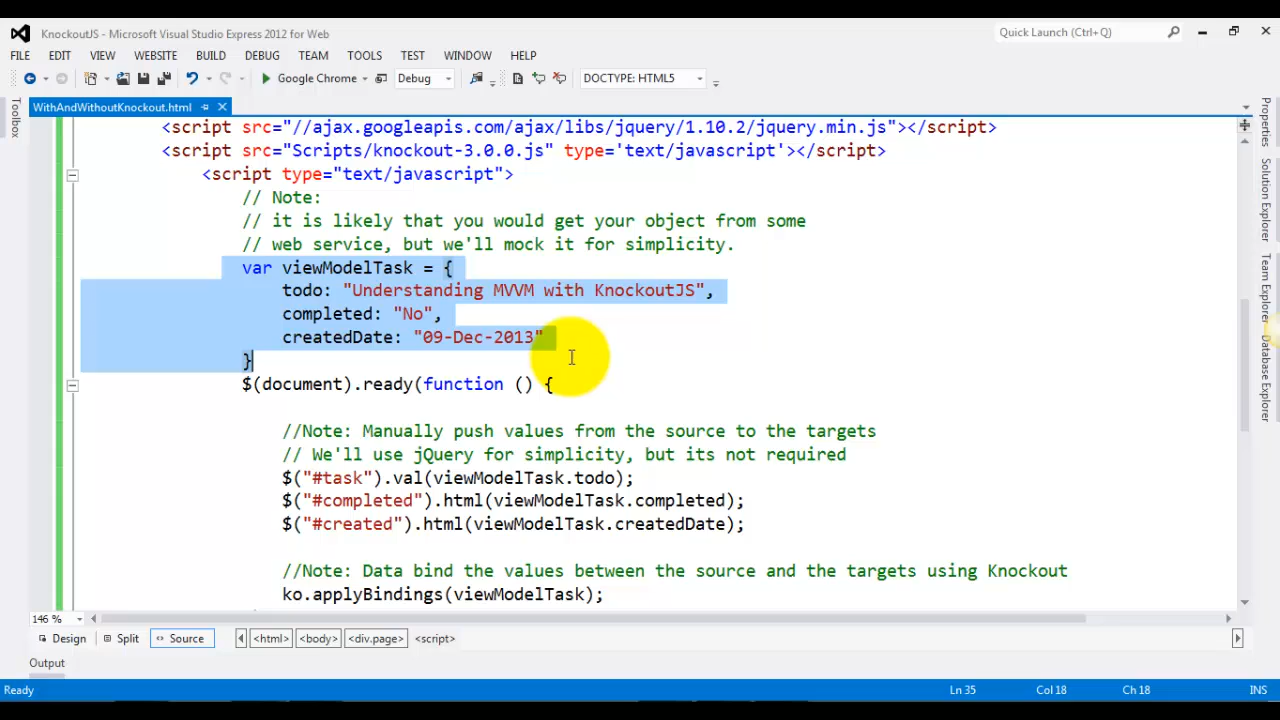 KnockoutJS - Microsoft Visual Studio Express 2012 for Web
Quick Launch (Ctrl+Q)
FILE EDIT VIEW WEBSITE BUILD DEBUG TEAM TOOLS TEST WINDOW HELP
Google Chrome Debug DOCTYPE: HTML5
WithAndWithoutKnockout.html
Toolbox
<script src="//ajax.googleapis.com/ajax/libs/jquery/1.10.2/jquery.min.js"></script>
<script src="Scripts/knockout-3.0.0.js" type='text/javascript'></script>
<script type="text/javascript">
// Note:
// it is likely that you would get your object from some
// web service, but we'll mock it for simplicity.
var viewModelTask = {
todo: "Understanding MVVM with KnockoutJS",
completed: "No",
createdDate: "09-Dec-2013"
}
$(document).ready(function () {
//Note: Manually push values from the source to the targets
// We'll use jQuery for simplicity, but its not required
$("#task").val(viewModelTask.todo);
$("#completed").html(viewModelTask.completed);
$("#created").html(viewModelTask.createdDate);
//Note: Data bind the values between the source and the targets using Knockout
ko.applyBindings(viewModelTask);
Properties
Solution Explorer
Team Explorer
Database Explorer
146 %
Design Split Source <html> <body> <div.page> <script>
Output
Ready Ln 35 Col 18 Ch 18 INS